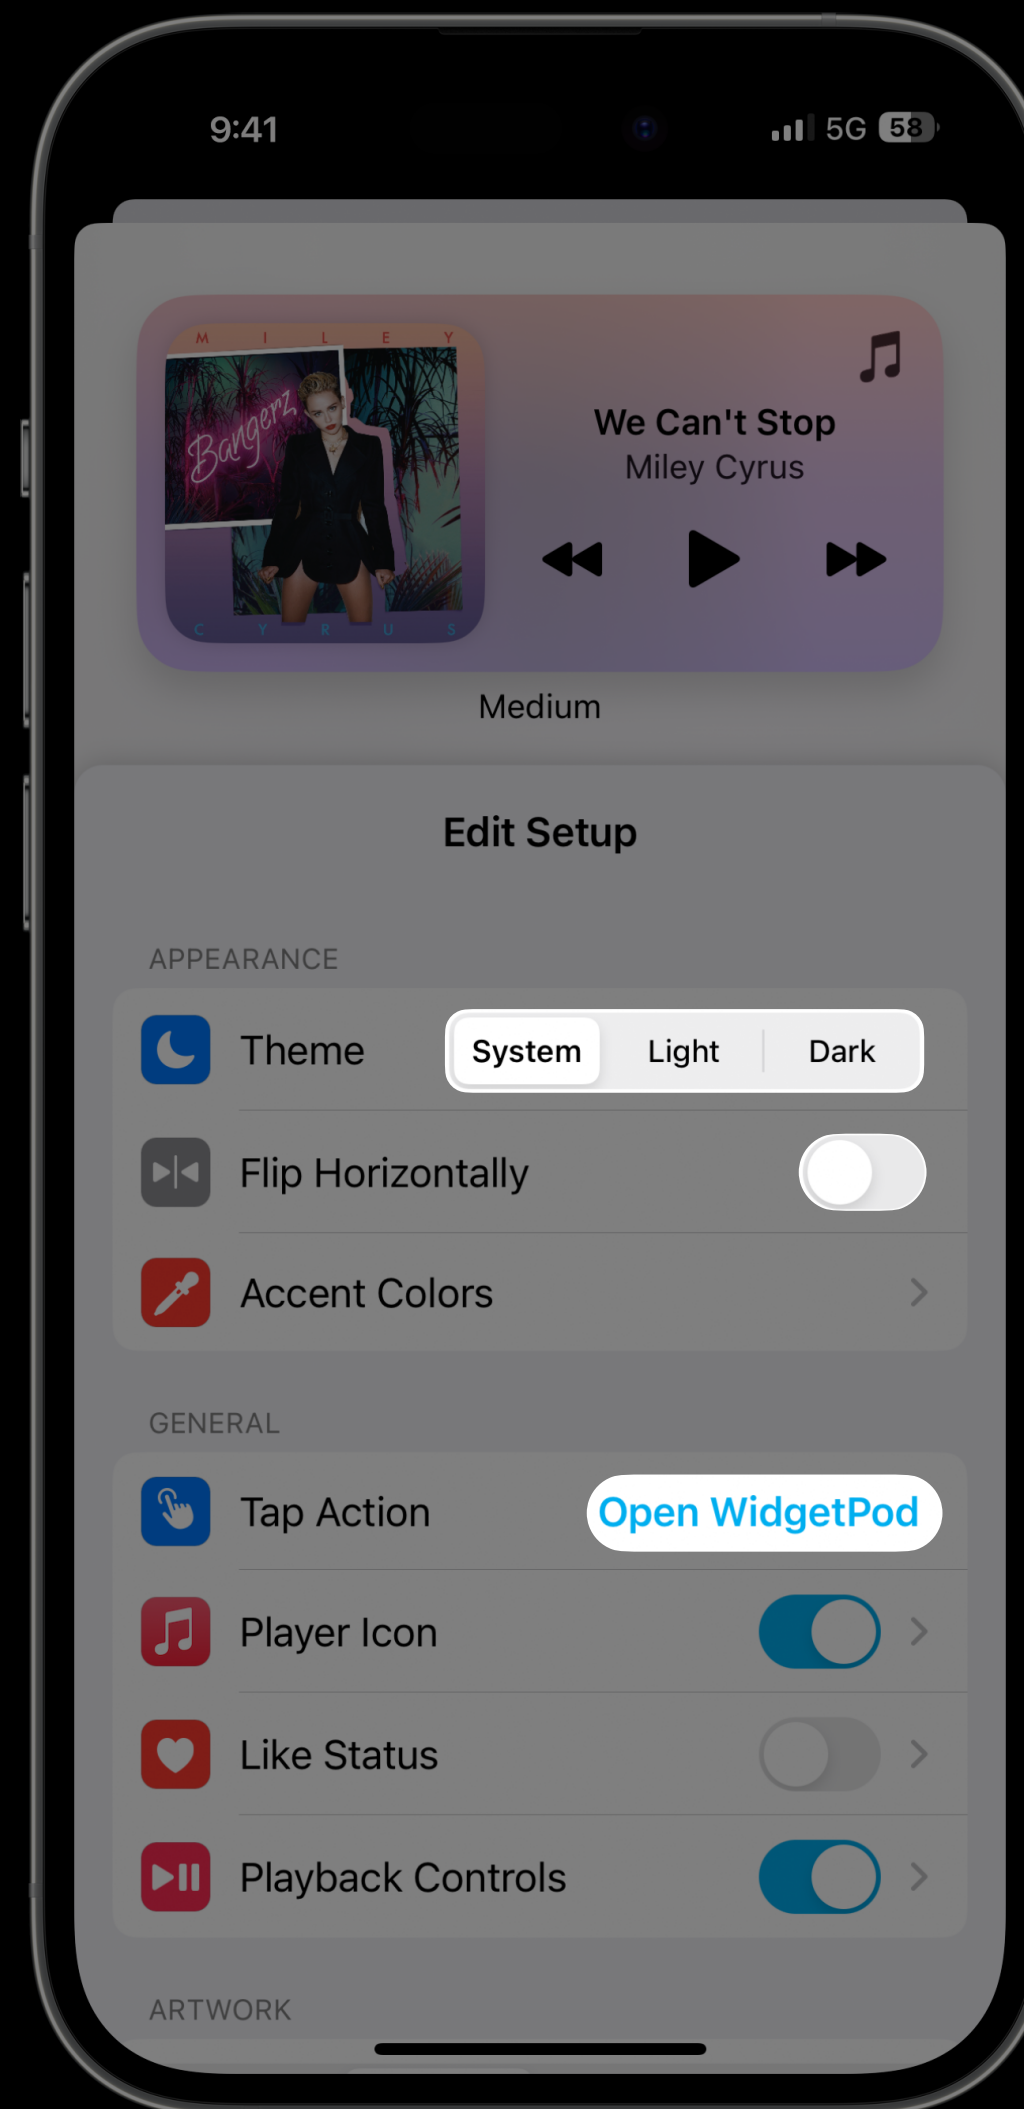 9:41
5G 58
MILEY
Bangerz
CYRUS
We Can't Stop
Miley Cyrus
Medium
Edit Setup
APPEARANCE
Theme System Light Dark
Flip Horizontally
Accent Colors
GENERAL
Tap Action Open WidgetPod
Player Icon
Like Status
Playback Controls
ARTWORK